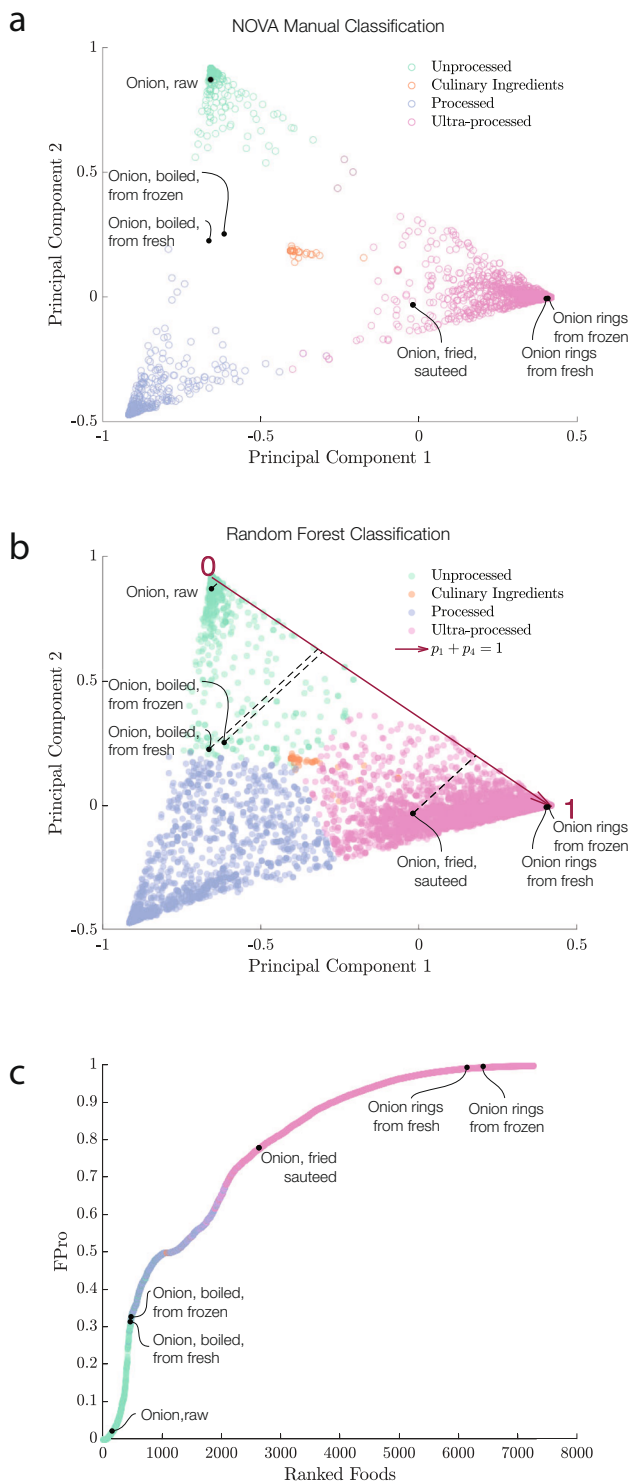 a
NOVA Manual Classification
1
0.5
0
-0.5
-1
-0.5
0
0.5
Principal Component 2
Principal Component 1
Unprocessed
Culinary Ingredients
Processed
Ultra-processed
Onion, raw
Onion, boiled,
from frozen
Onion, boiled,
from fresh
Onion, fried,
sauteed
Onion rings
from frozen
Onion rings
from fresh
b
Random Forest Classification
1
0.5
0
-0.5
-1
-0.5
0
0.5
Principal Component 2
Principal Component 1
0
1
Unprocessed
Culinary Ingredients
Processed
Ultra-processed
p₁ + p₄ = 1
Onion, raw
Onion, boiled,
from frozen
Onion, boiled,
from fresh
Onion, fried,
sauteed
Onion rings
from frozen
Onion rings
from fresh
c
1
0.9
0.8
0.7
0.6
0.5
0.4
0.3
0.2
0.1
0
FPro
Onion rings
from fresh
Onion rings
from frozen
Onion, fried
sauteed
Onion, boiled,
from frozen
Onion, boiled,
from fresh
Onion,raw
0
1000
2000
3000
4000
5000
6000
7000
8000
Ranked Foods